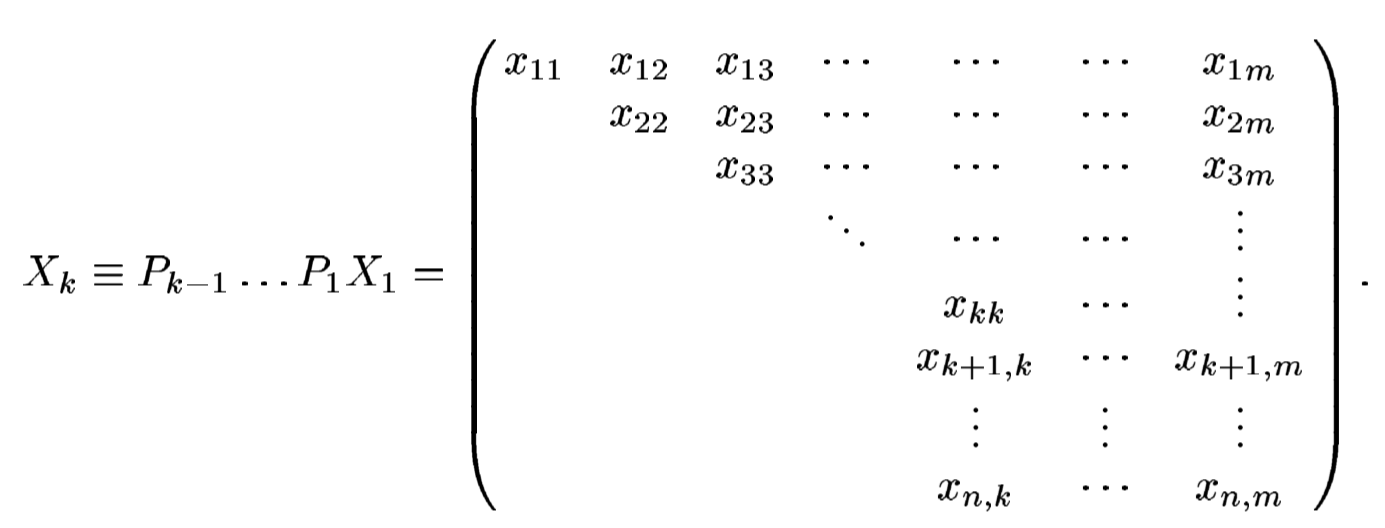 $$X_k \equiv P_{k-1} \ldots P_1 X_1 = \begin{pmatrix}
x_{11} & x_{12} & x_{13} & \cdots & \cdots & \cdots & x_{1m} \\
 & x_{22} & x_{23} & \cdots & \cdots & \cdots & x_{2m} \\
 & & x_{33} & \cdots & \cdots & \cdots & x_{3m} \\
 & & & \ddots & \cdots & \cdots & \vdots \\
 & & & & x_{kk} & \cdots & \vdots \\
 & & & & x_{k+1,k} & \cdots & x_{k+1,m} \\
 & & & & \vdots & \vdots & \vdots \\
 & & & & x_{n,k} & \cdots & x_{n,m}
\end{pmatrix}.$$